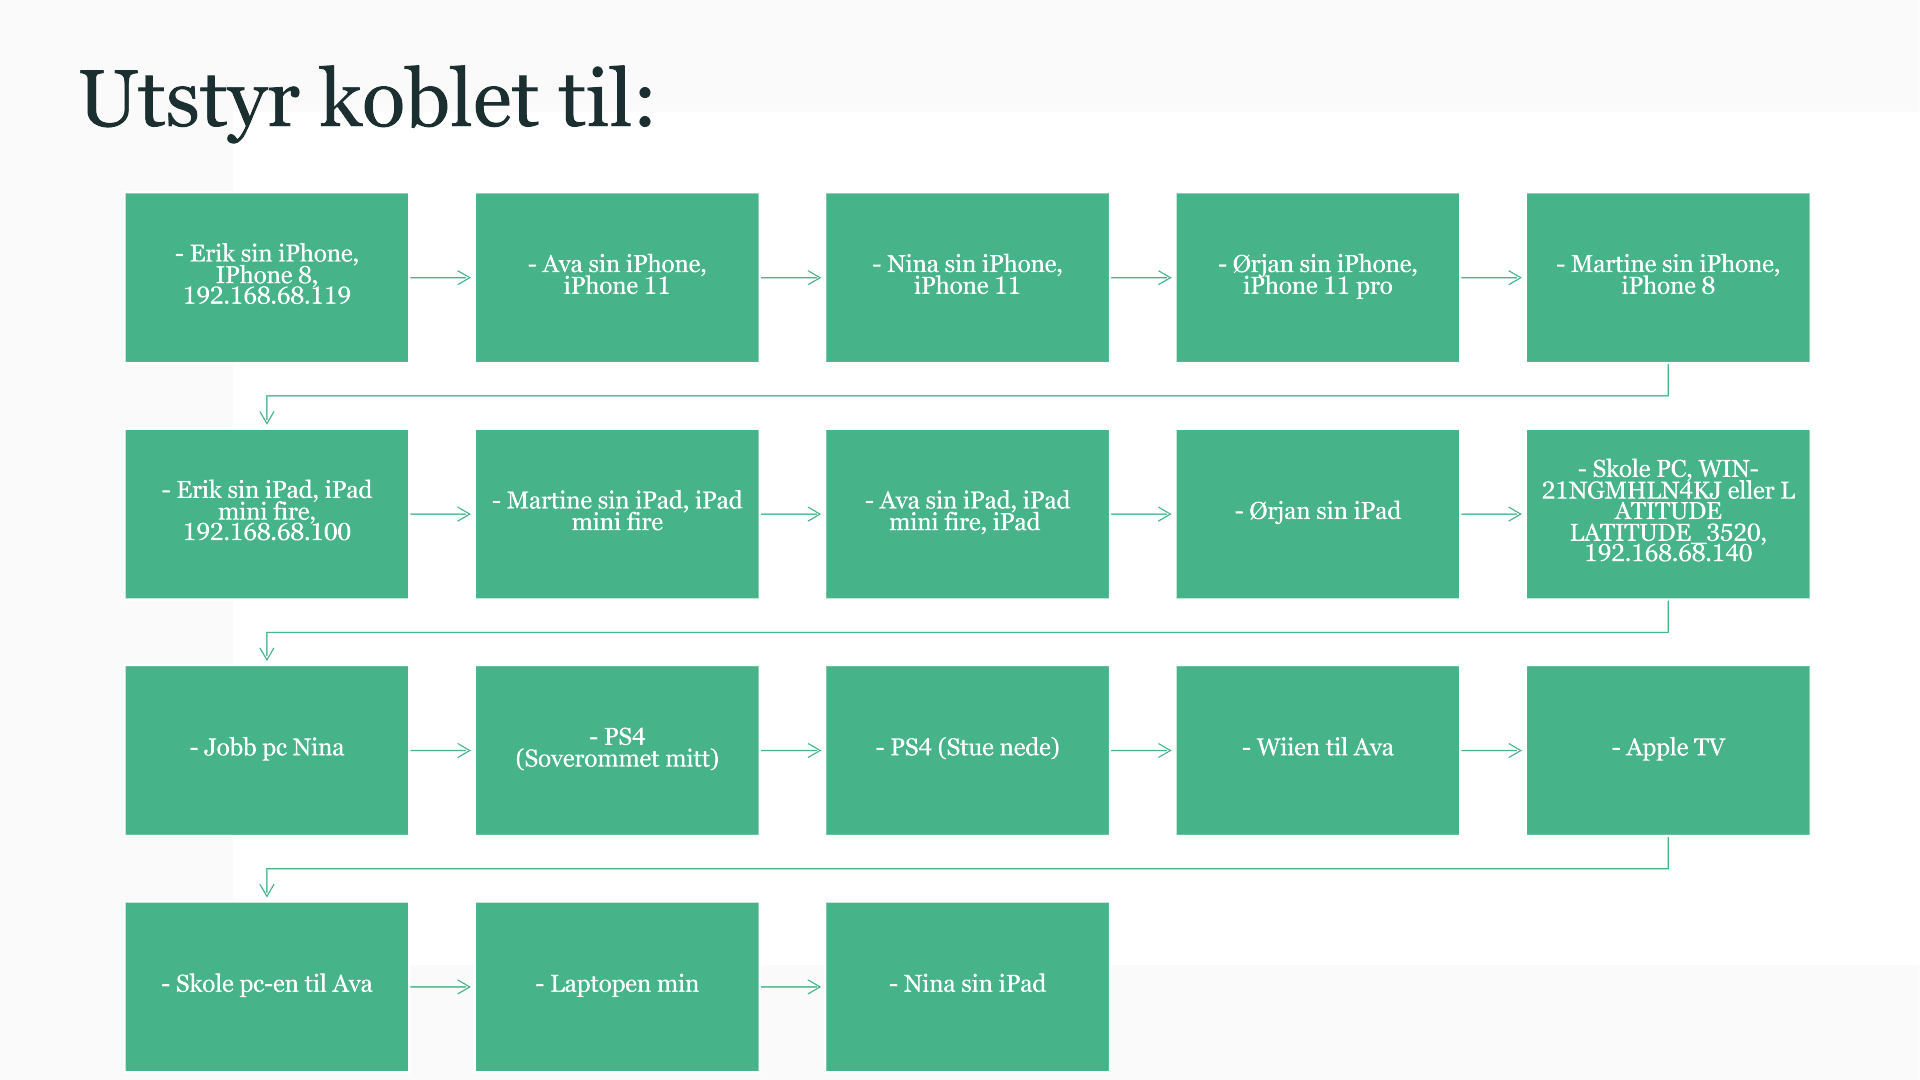 Utstyr koblet til:
- Erik sin iPhone,
IPhone 8,
192.168.68.119
- Ava sin iPhone,
iPhone 11
- Nina sin iPhone,
iPhone 11
- Ørjan sin iPhone,
iPhone 11 pro
- Martine sin iPhone,
iPhone 8
- Erik sin iPad, iPad
mini fire,
192.168.68.100
- Martine sin iPad, iPad
mini fire
- Ava sin iPad, iPad
mini fire, iPad
- Ørjan sin iPad
- Skole PC, WIN-
21NGMHLN4KJ eller L
ATITUDE
LATITUDE_3520,
192.168.68.140
- Jobb pc Nina
- PS4
(Soverommet mitt)
- PS4 (Stue nede)
- Wiien til Ava
- Apple TV
- Skole pc-en til Ava
- Laptopen min
- Nina sin iPad